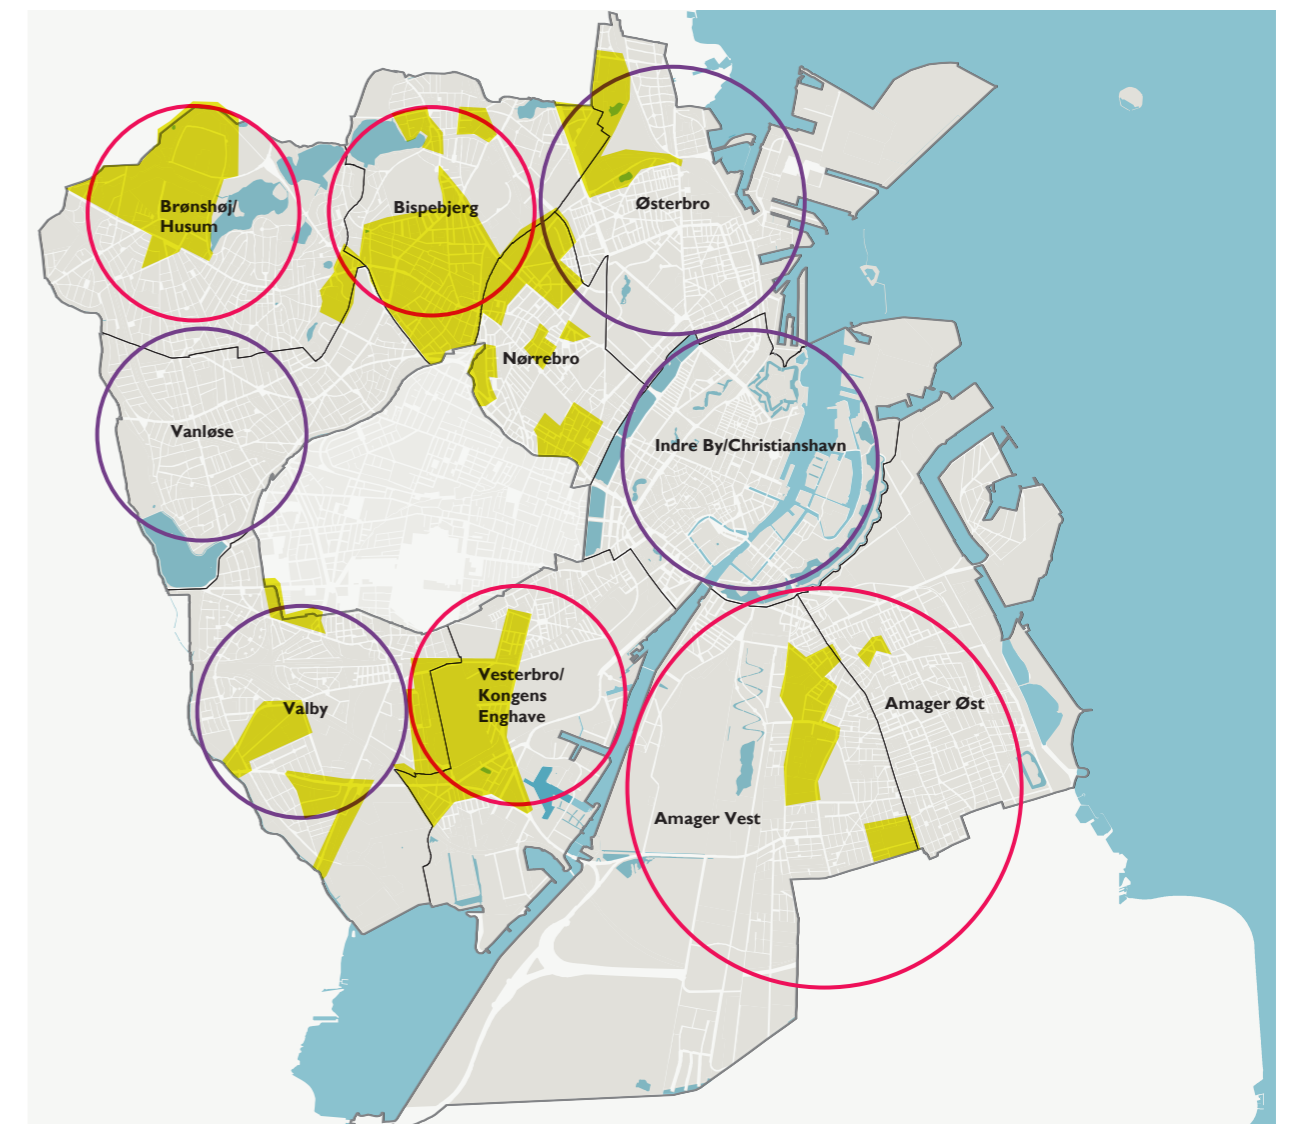 Brønshøj/
Husum
Bispebjerg
Østerbro
Nørrebro
Vanløse
Indre By/Christianshavn
Vesterbro/
Kongens
Enghave
Valby
Amager Øst
Amager Vest